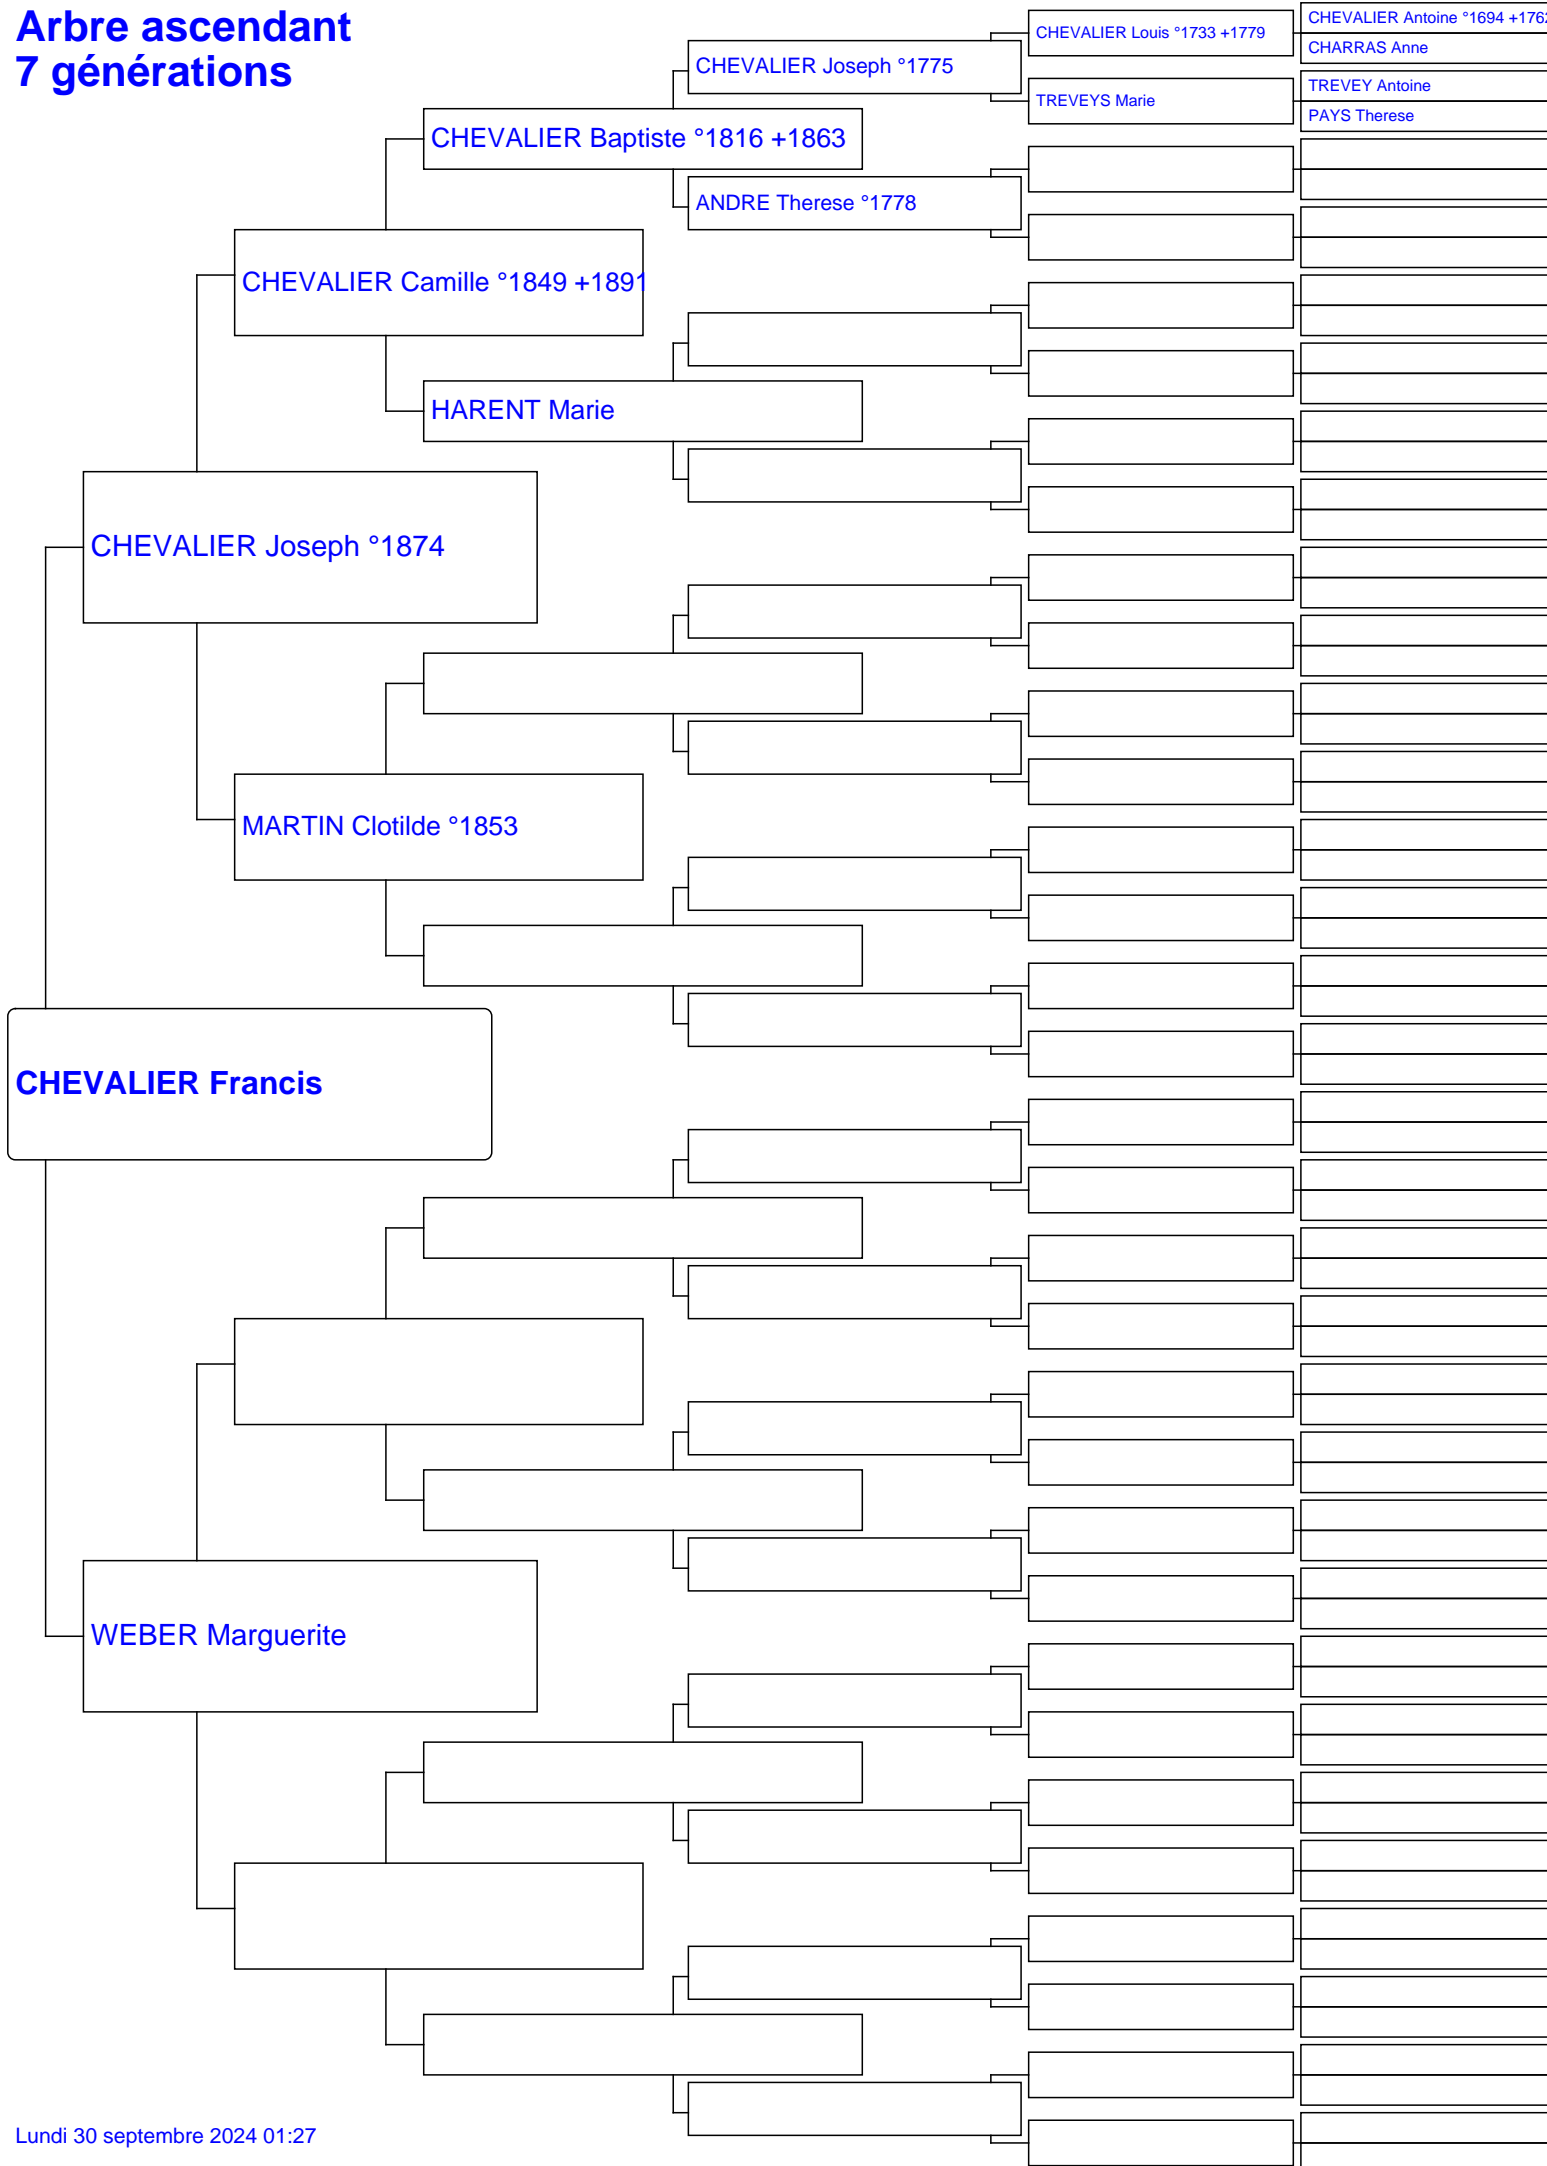 Arbre ascendant
7 générations
CHEVALIER Antoine °1694 +1762
CHEVALIER Louis °1733 +1779
CHARRAS Anne
CHEVALIER Joseph °1775
TREVEY Antoine
TREVEYS Marie
PAYS Therese
CHEVALIER Baptiste °1816 +1863
ANDRE Therese °1778
CHEVALIER Camille °1849 +1891
HARENT Marie
CHEVALIER Joseph °1874
MARTIN Clotilde °1853
CHEVALIER Francis
WEBER Marguerite
Lundi 30 septembre 2024 01:27